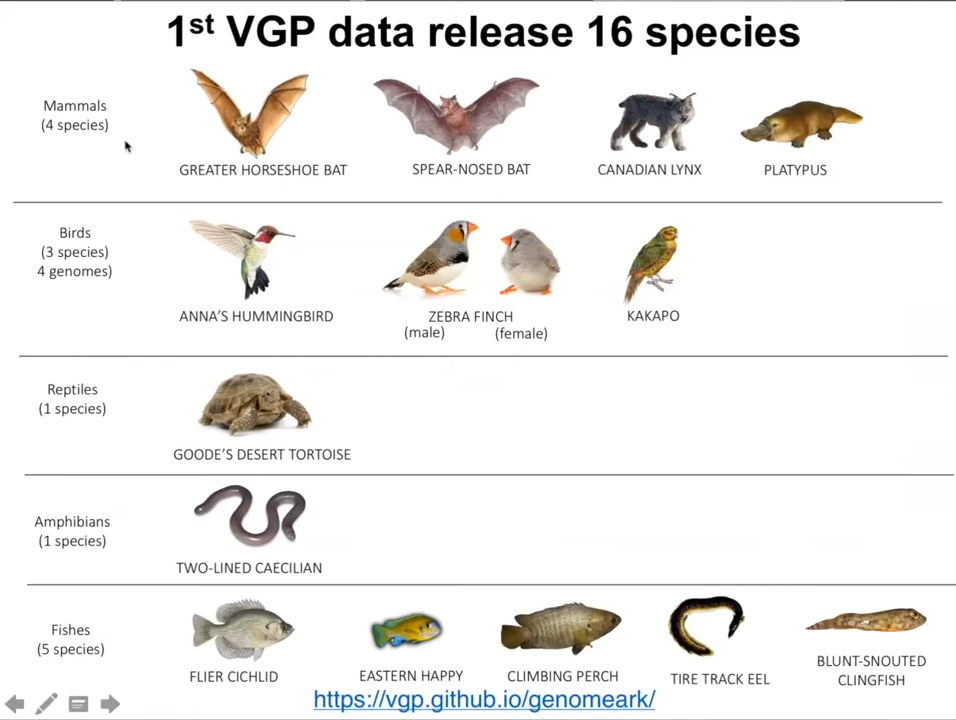 1st VGP data release 16 species
Mammals
(4 species)
GREATER HORSESHOE BAT
SPEAR-NOSED BAT
CANADIAN LYNX
PLATYPUS
Birds
(3 species)
4 genomes)
ANNA'S HUMMINGBIRD
ZEBRA FINCH
(male)
(female)
KAKAPO
Reptiles
(1 species)
GOODE'S DESERT TORTOISE
Amphibians
(1 species)
TWO-LINED CAECILIAN
Fishes
(5 species)
FLIER CICHLID
EASTERN HAPPY
CLIMBING PERCH
TIRE TRACK EEL
BLUNT-SNOUTED
CLINGFISH
https://vgp.github.io/genomeark/